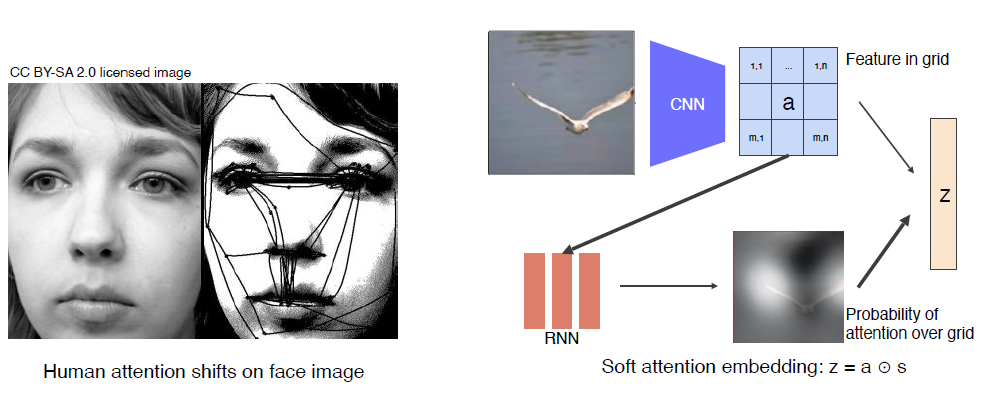 CC BY-SA 2.0 licensed image
Human attention shifts on face image
CNN
1,1 ... 1,n
a
m,1 m,n
Feature in grid
z
RNN
Probability of
attention over grid
Soft attention embedding: z = a ⊙ s